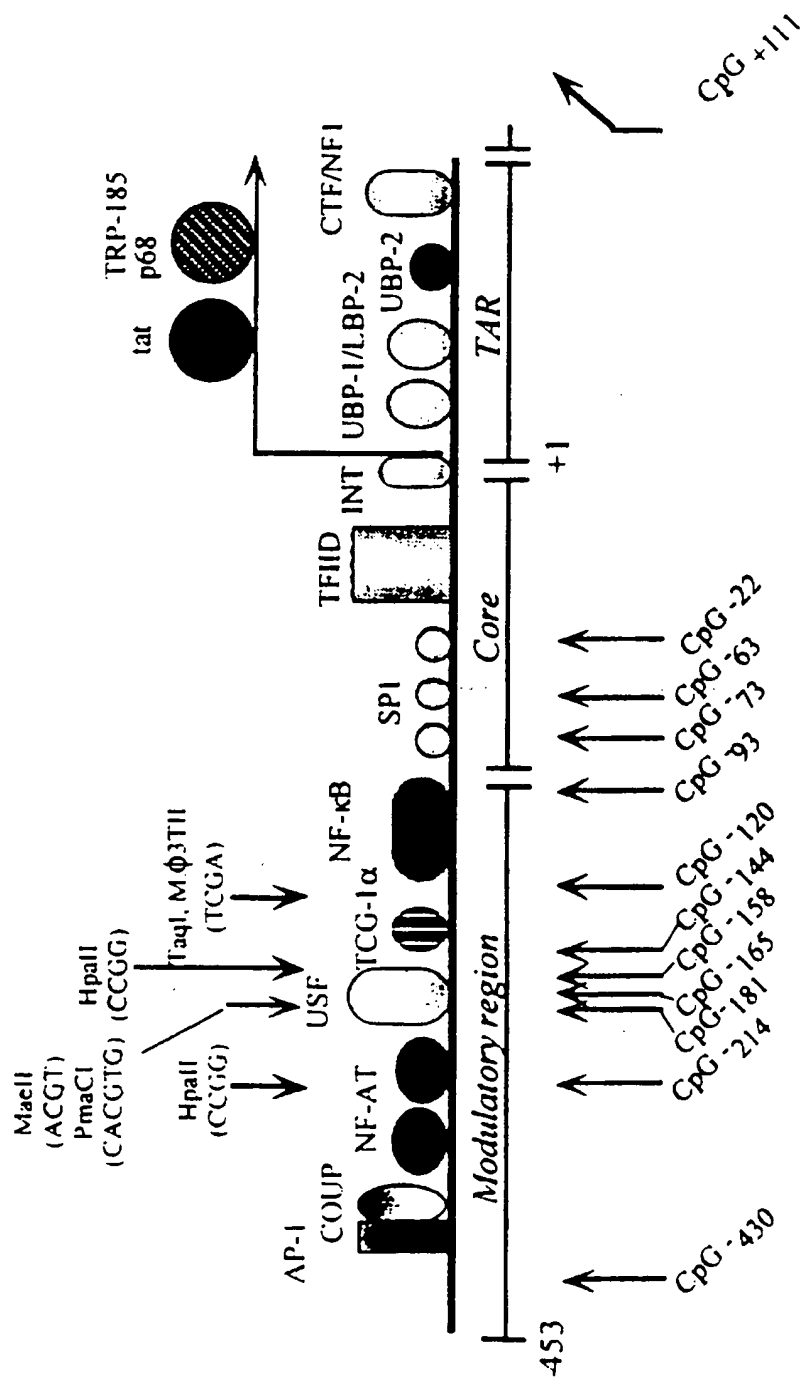 MaeII
(ACGT)
PmaCI
(CACGTG)
HpaII
(CCGG)
HpaII
(CCGG)
TaqI, M.Φ3TII
(TCGA)
tat
TRP-185
p68
AP-1
COUP
NF-AT
USF
TCG-1α
NF-κB
SP1
TFIID
INT
UBP-1/LBP-2
UBP-2
CTF/NF1
Modulatory region
Core
TAR
-453
+1
CpG -430
CpG -214
CpG -181
CpG -165
CpG -158
CpG -144
CpG -120
CpG -93
CpG -73
CpG -63
CpG -22
CpG +111